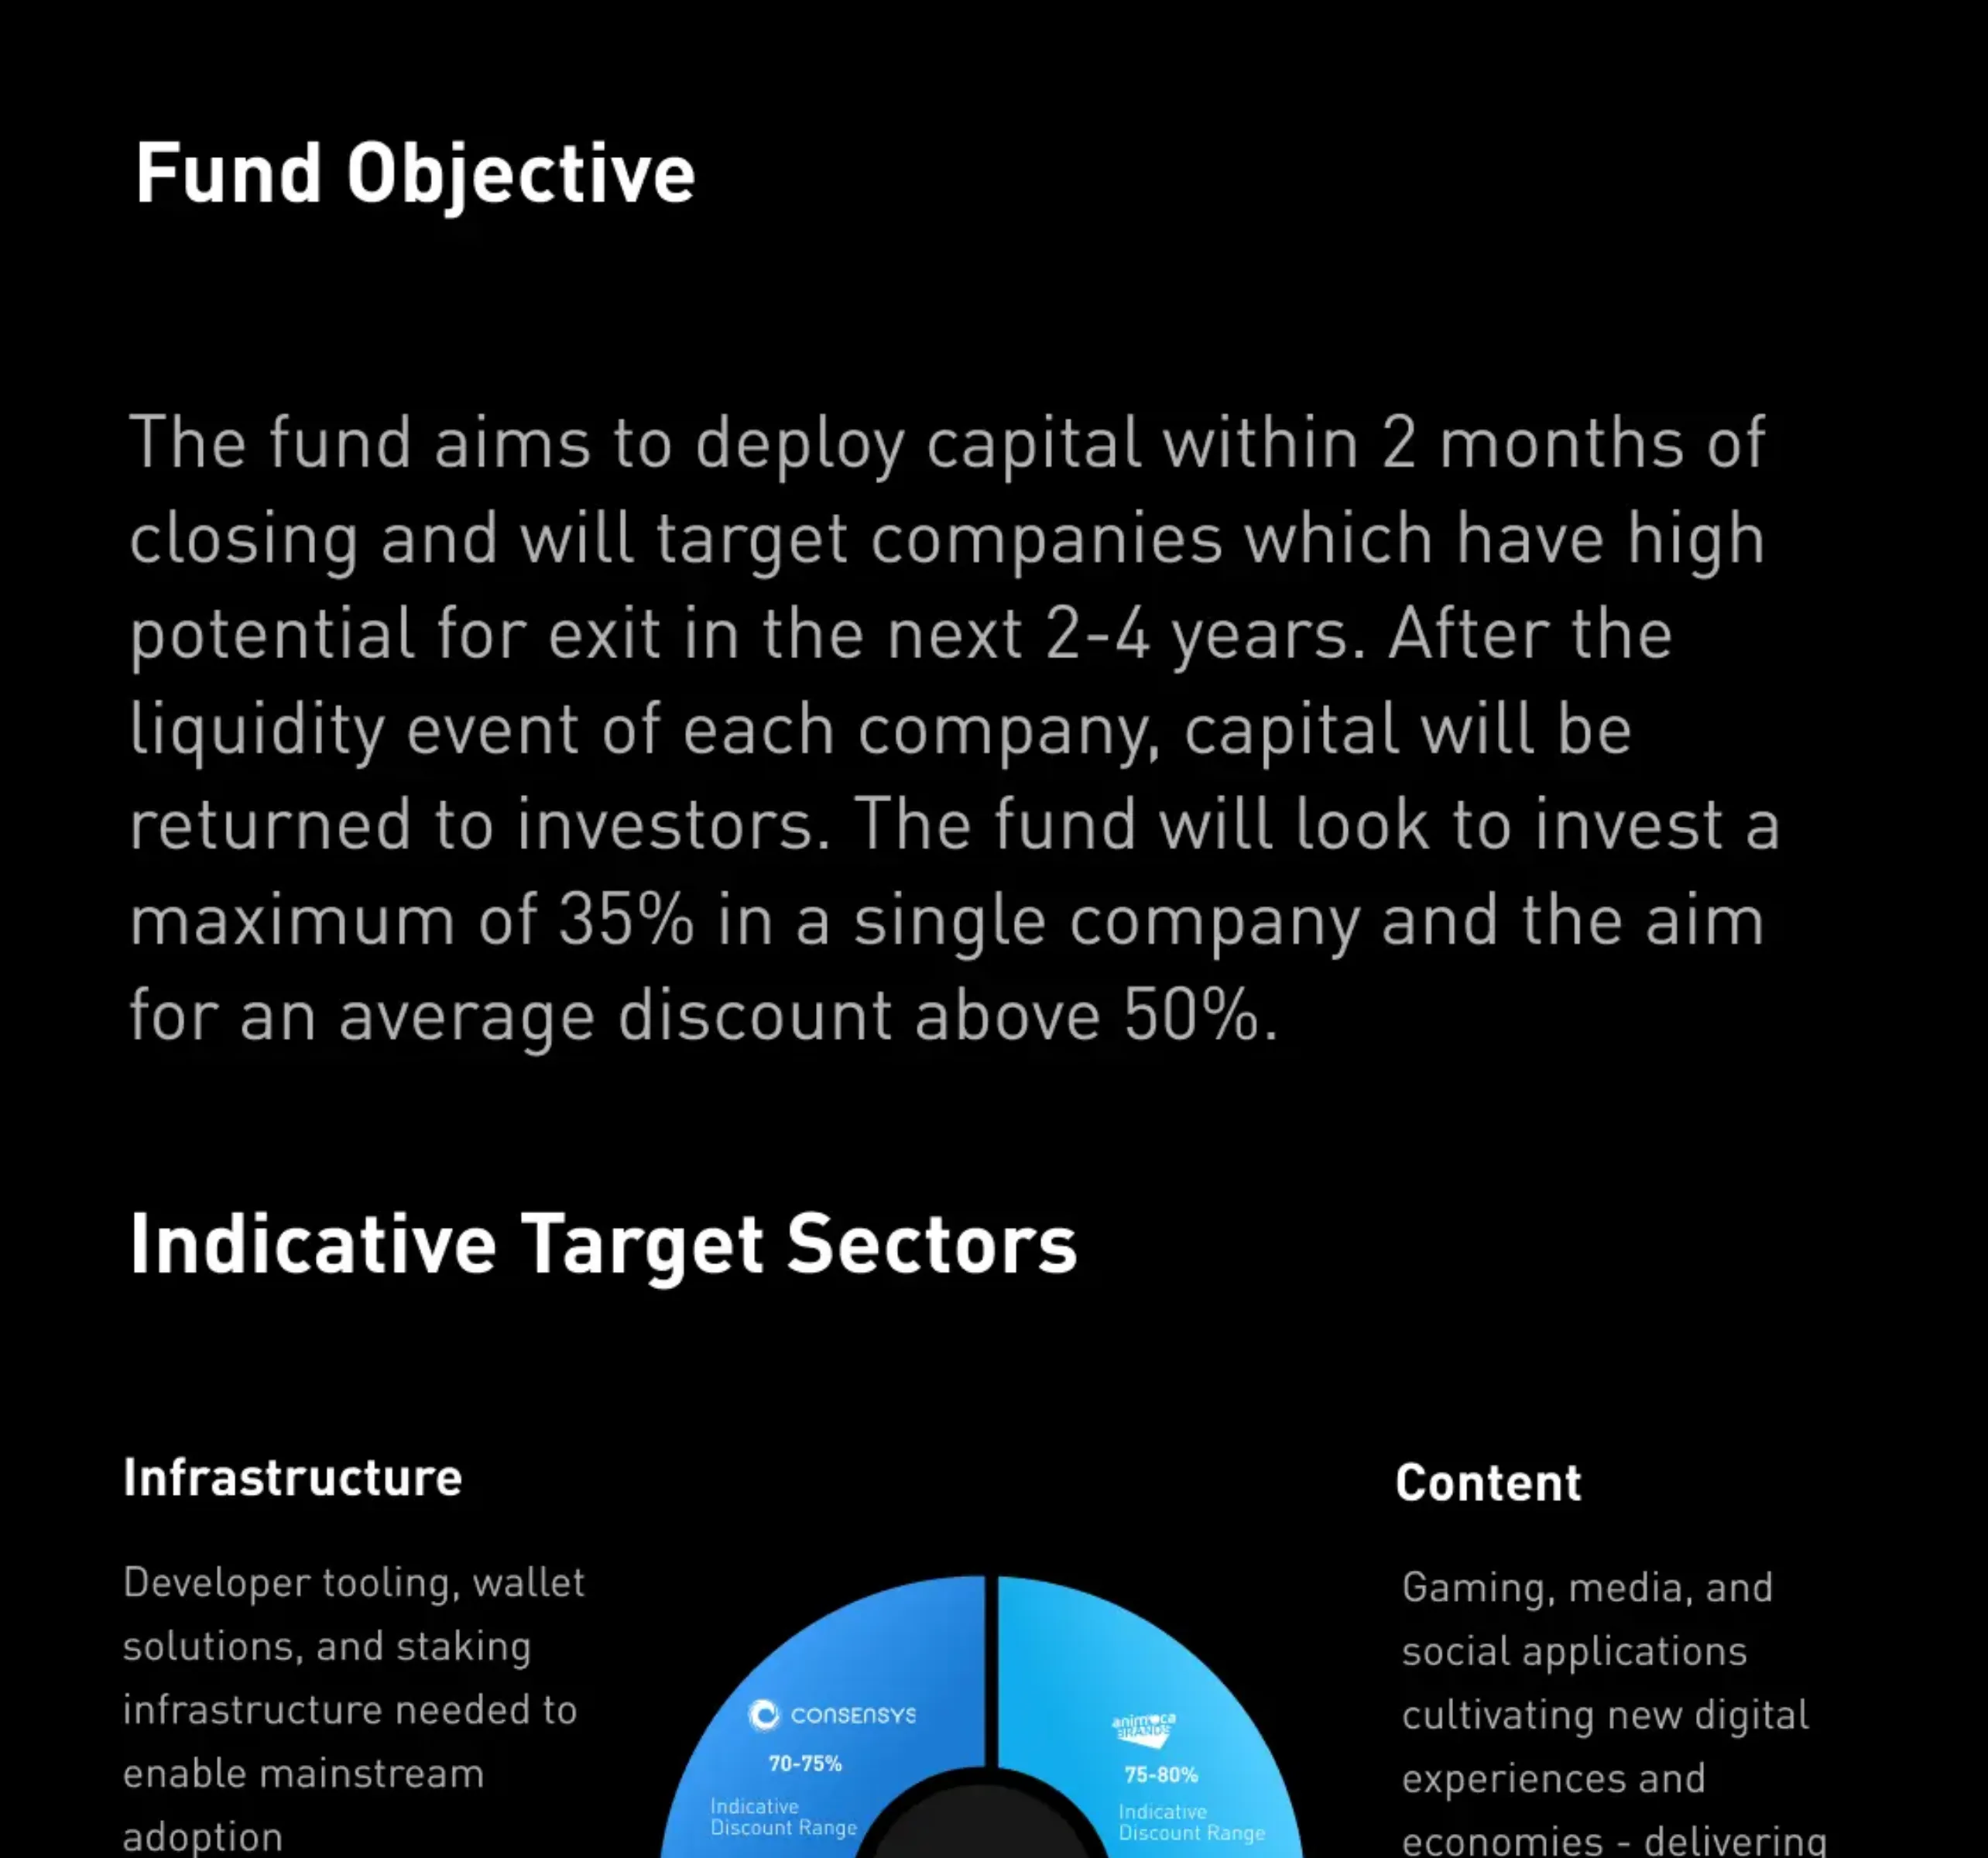 Fund Objective
The fund aims to deploy capital within 2 months of
closing and will target companies which have high
potential for exit in the next 2-4 years. After the
liquidity event of each company, capital will be
returned to investors. The fund will look to invest a
maximum of 35% in a single company and the aim
for an average discount above 50%.
Indicative Target Sectors
Infrastructure
Developer tooling, wallet
solutions, and staking
infrastructure needed to
enable mainstream
adoption
CONSENSYS
70-75%
Indicative
Discount Range
animoca
BRANDS
75-80%
Indicative
Discount Range
Content
Gaming, media, and
social applications
cultivating new digital
experiences and
economies - delivering